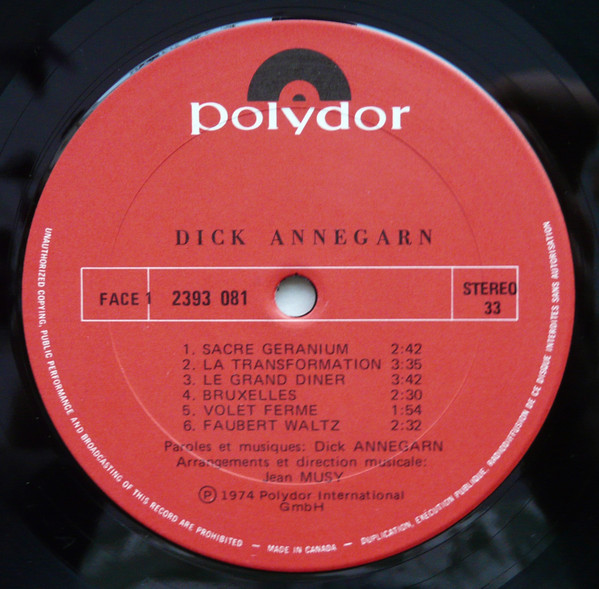 polydor
DICK ANNEGARN
FACE 1 2393 081 STEREO 33
1. SACRE GERANIUM 2:42
2. LA TRANSFORMATION 3:35
3. LE GRAND DINER 3:42
4. BRUXELLES 2:30
5. VOLET FERME 1:54
6. FAUBERT WALTZ 2:32
Paroles et musiques: Dick ANNEGARN
Arrangements et direction musicale:
Jean MUSY
℗ 1974 Polydor International
GmbH
UNAUTHORIZED COPYING, PUBLIC PERFORMANCE AND BROADCASTING OF THIS RECORD ARE PROHIBITED – MADE IN CANADA – DUPLICATION, EXÉCUTION PUBLIQUE, RADIODIFFUSION DE CE DISQUE INTERDITES SANS AUTORISATION